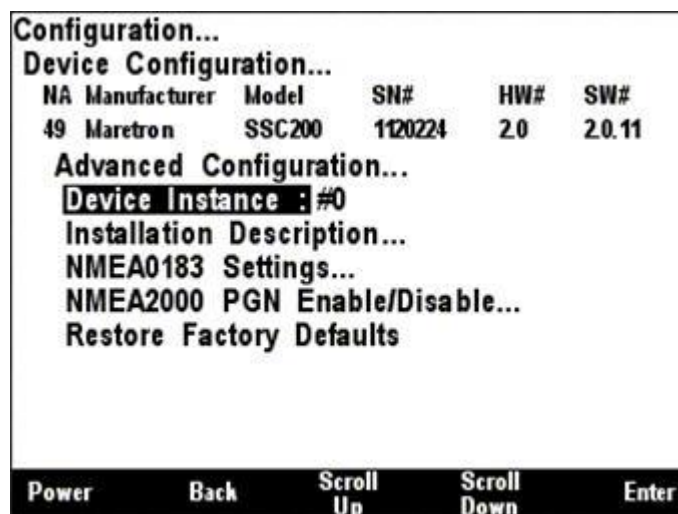 Configuration...
Device Configuration...
NA Manufacturer Model SN# HW# SW#
49 Maretron SSC200 1120224 2.0 2.0.11
Advanced Configuration...
Device Instance : #0
Installation Description...
NMEA0183 Settings...
NMEA2000 PGN Enable/Disable...
Restore Factory Defaults
Power Back Scroll Up Scroll Down Enter